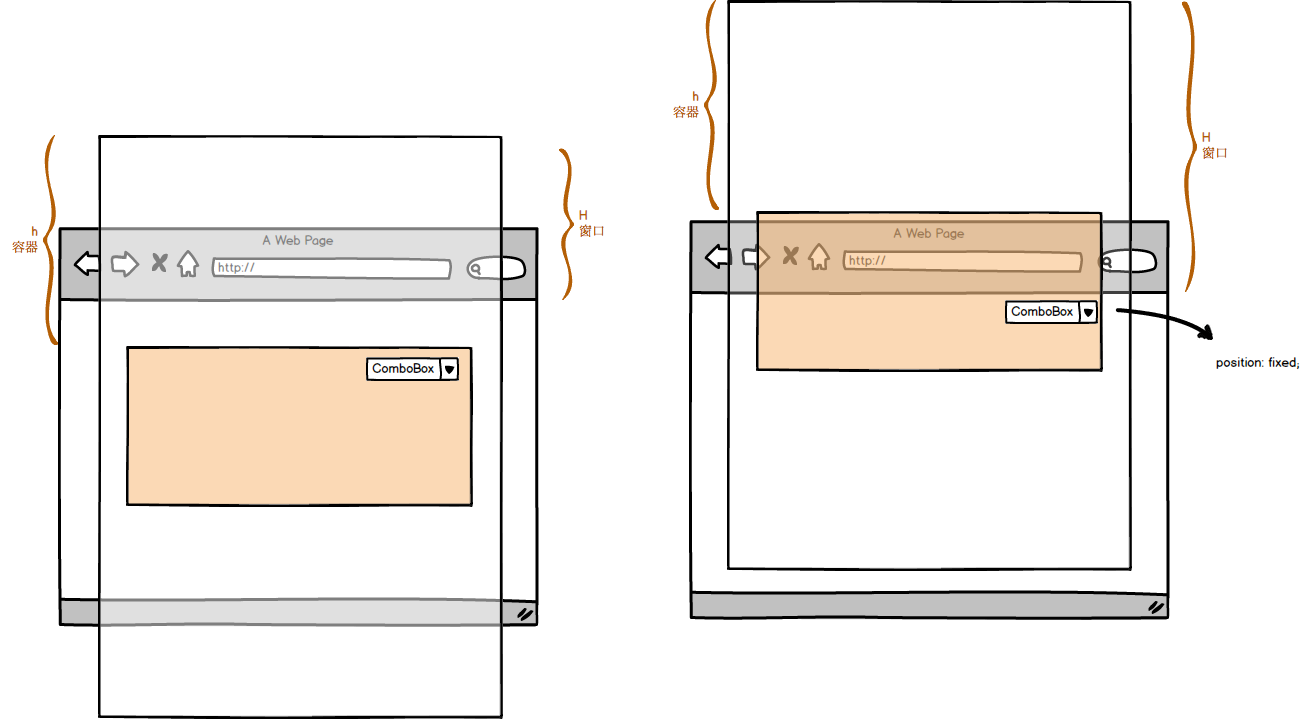 h
容器
A Web Page
http://
H
窗口
ComboBox
h
容器
A Web Page
http://
H
窗口
ComboBox
position: fixed;